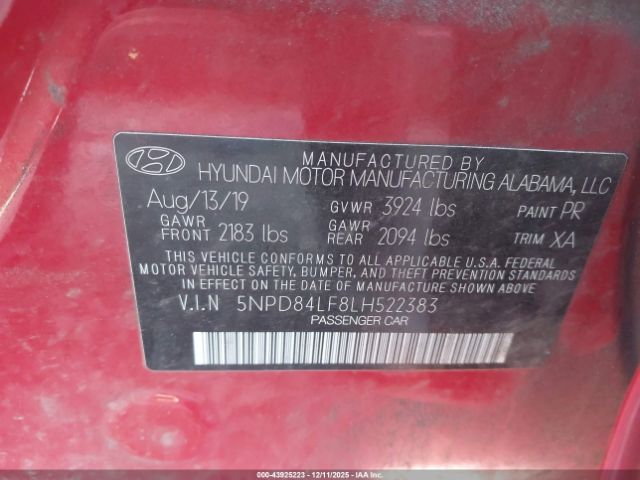 MANUFACTURED BY
HYUNDAI MOTOR MANUFACTURING ALABAMA, LLC
Aug/13/19 GVWR 3924 lbs PAINT PR
GAWR FRONT 2183 lbs GAWR REAR 2094 lbs TRIM XA
THIS VEHICLE CONFORMS TO ALL APPLICABLE U.S.A. FEDERAL
MOTOR VEHICLE SAFETY, BUMPER, AND THEFT PREVENTION STANDARDS
IN EFFECT ON THE DATE OF MANUFACTURE SHOWN ABOVE.
V.I.N 5NPD84LF8LH522383
PASSENGER CAR
000-43925223 - 12/11/2025 - COPYRIGHT IAA, LLC.